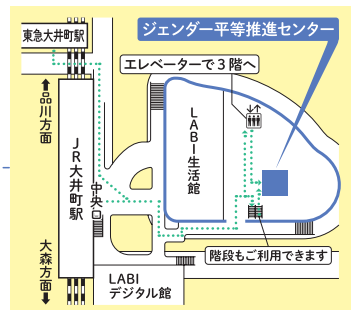 東急大井町駅
ジェンダー平等推進センター
エレベーターで3階へ
品川方面
JR大井町駅
中央口
LABI生活館
大森方面
階段もご利用できます
LABI
デジタル館